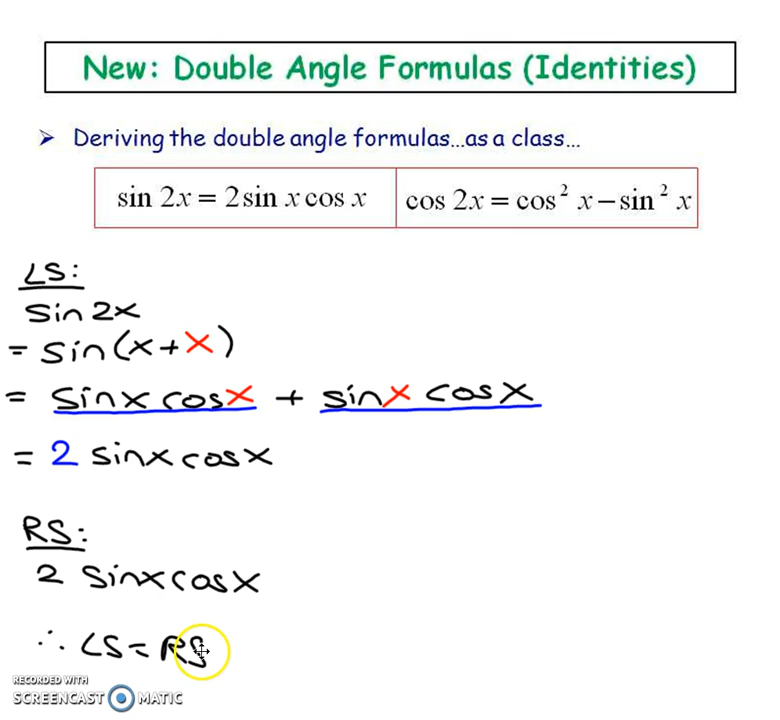 New: Double Angle Formulas (Identities)
➤ Deriving the double angle formulas...as a class...
sin 2x = 2 sin x cos x
cos 2x = cos² x − sin² x
LS:
Sin 2x
= Sin(x + x)
= Sinx cosx + sinx cosx
= 2 sinx cosx
RS:
2 Sinx cosx
∴ LS = RS
RECORDED WITH
SCREENCAST MATIC